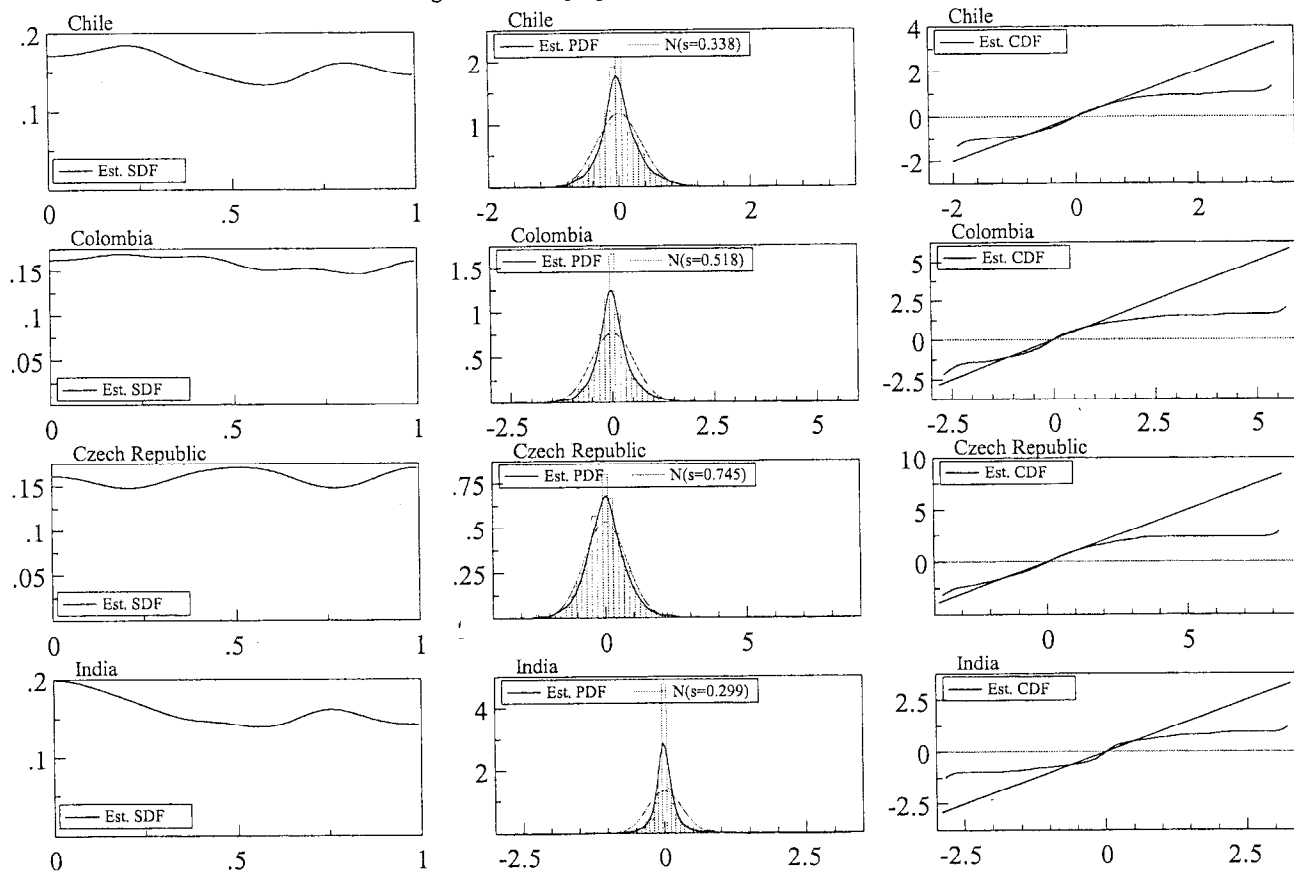 Chile
.2
.1
Est. SDF
0
.5
1
Chile
Est. PDF N(s=0.338)
2
1
-2
0
2
Chile
4
Est. CDF
2
0
-2
-2
0
2
Colombia
.15
.1
.05
Est. SDF
0
.5
1
Colombia
Est. PDF N(s=0.518)
1.5
1
.5
-2.5
0
2.5
5
Colombia
5
Est. CDF
2.5
0
-2.5
-2.5
0
2.5
5
Czech Republic
.15
.1
.05
Est. SDF
0
.5
1
Czech Republic
Est. PDF N(s=0.745)
.75
.5
.25
0
5
Czech Republic
10
Est. CDF
5
0
0
5
India
.2
.1
Est. SDF
0
.5
1
India
Est. PDF N(s=0.299)
4
2
-2.5
0
2.5
India
Est. CDF
2.5
0
-2.5
-2.5
0
2.5